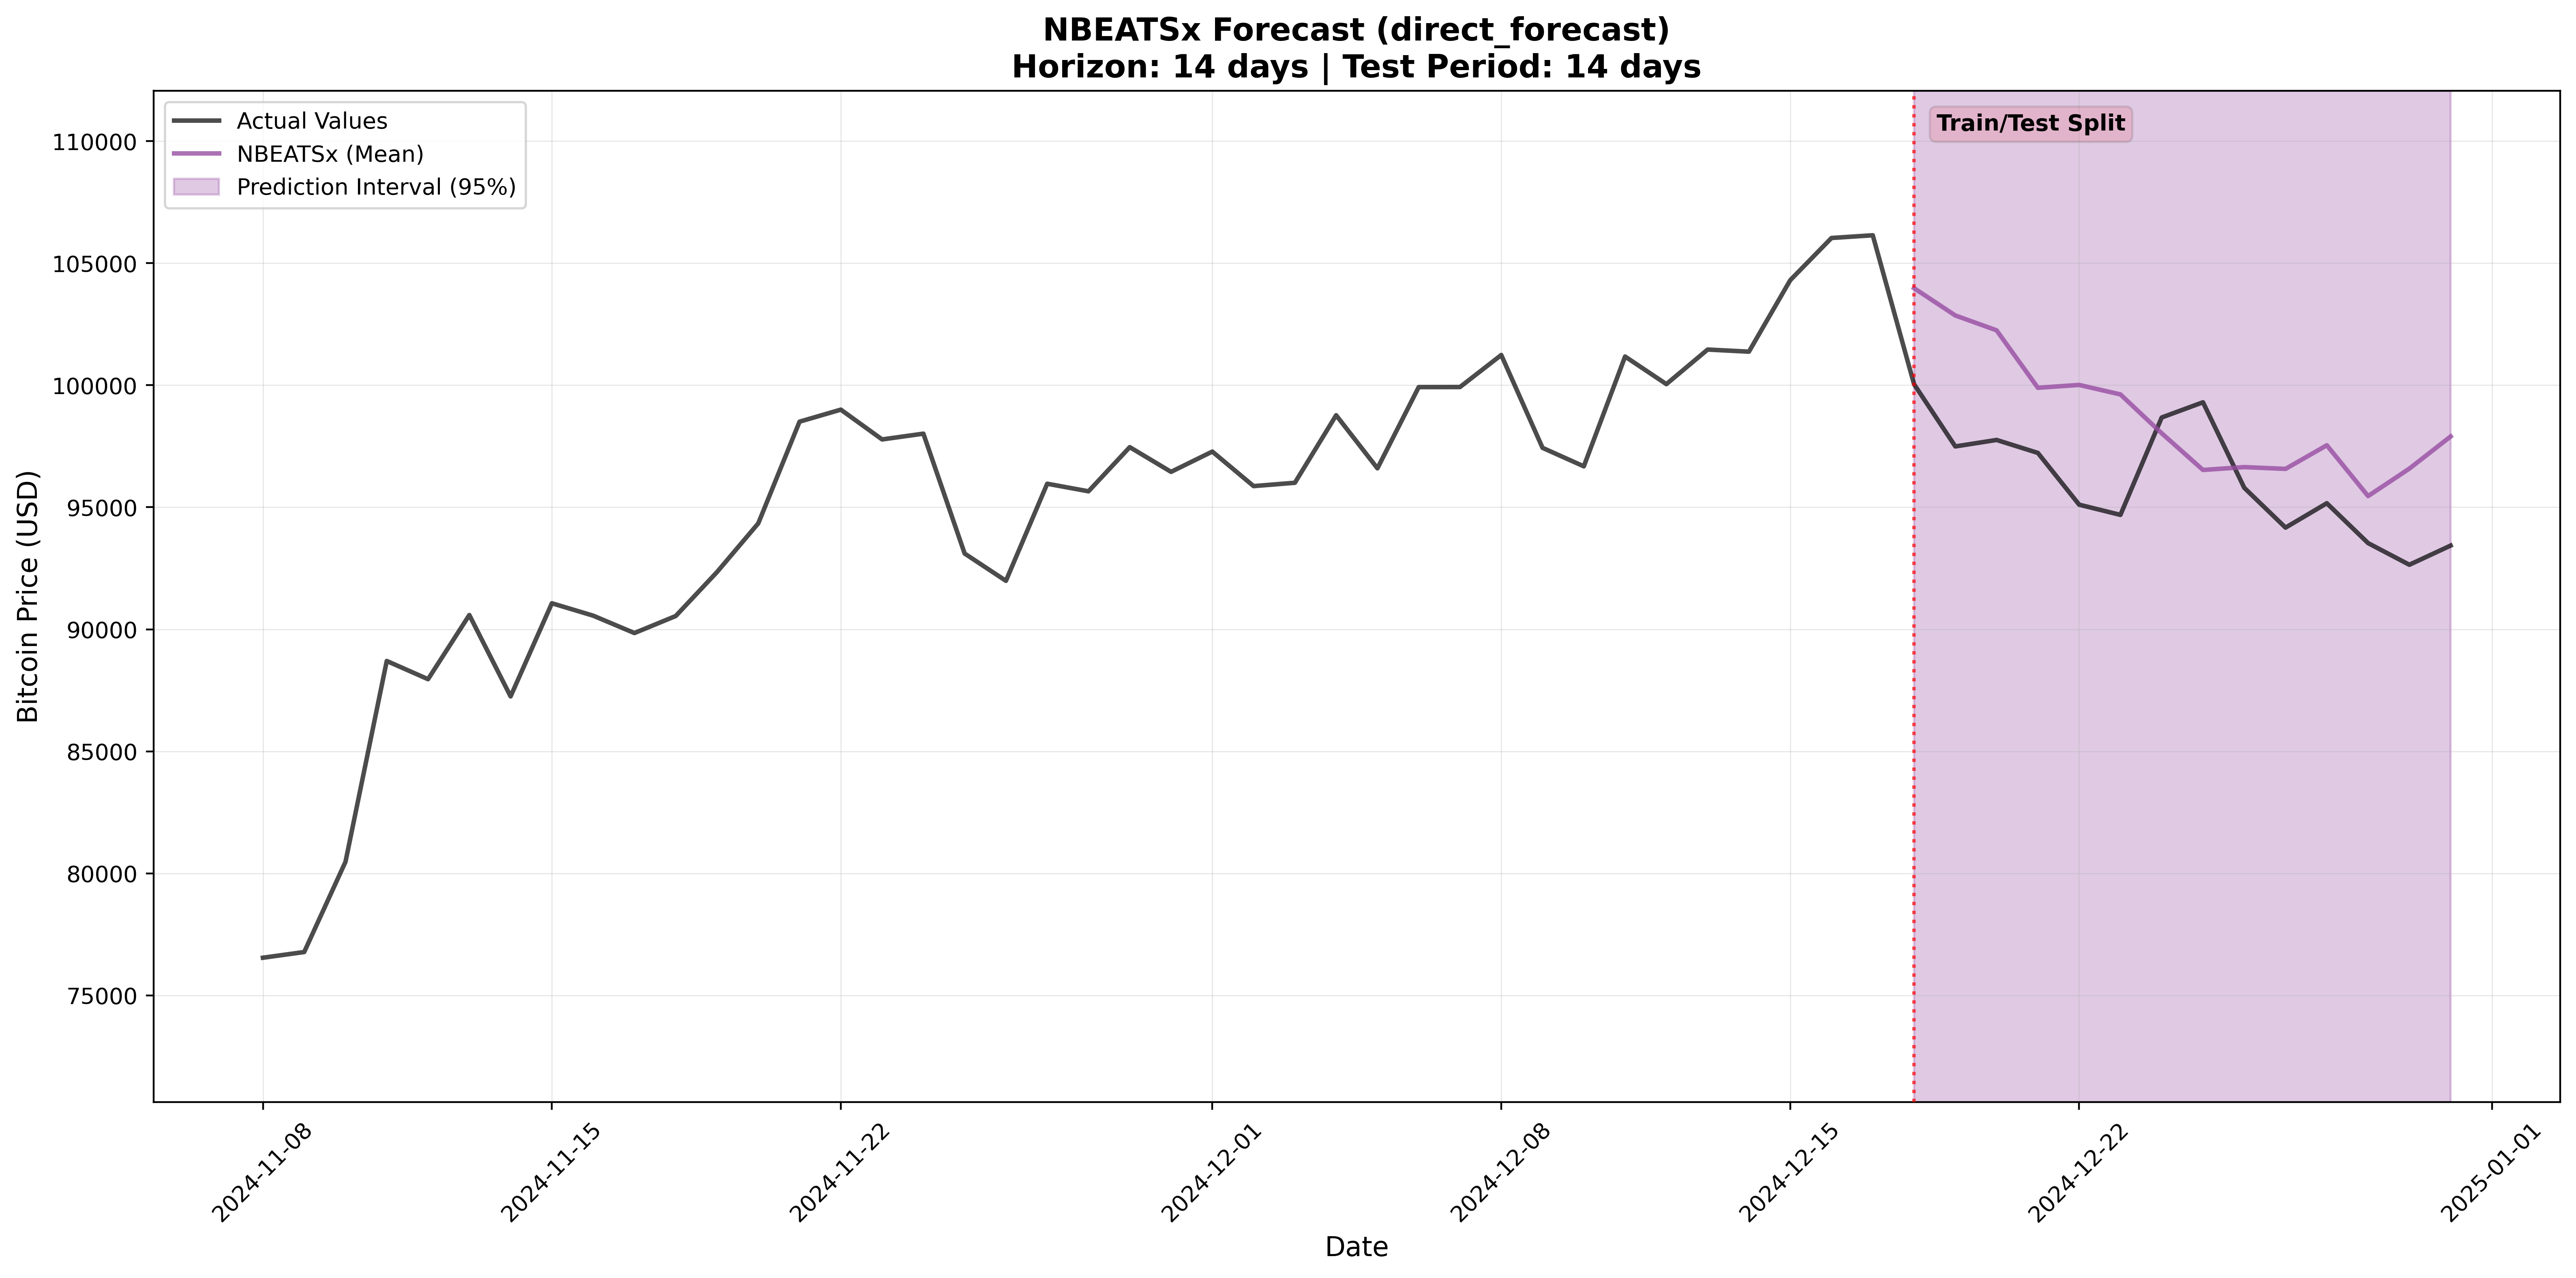 NBEATSx Forecast (direct_forecast)
Horizon: 14 days | Test Period: 14 days
Actual Values
NBEATSx (Mean)
Prediction Interval (95%)
Train/Test Split
Bitcoin Price (USD)
110000
105000
100000
95000
90000
85000
80000
75000
2024-11-08
2024-11-15
2024-11-22
2024-12-01
2024-12-08
2024-12-15
2024-12-22
2025-01-01
Date